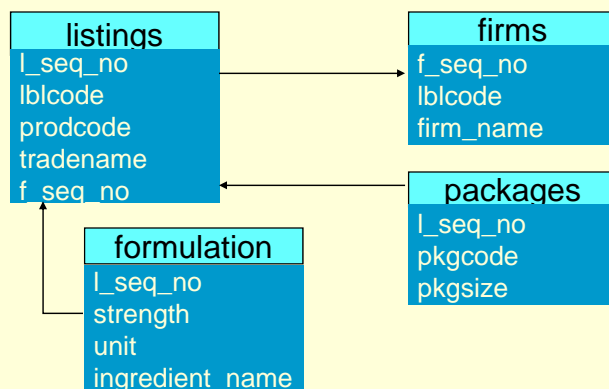 listings
l_seq_no
lblcode
prodcode
tradename
f_seq_no
firms
f_seq_no
lblcode
firm_name
packages
l_seq_no
pkgcode
pkgsize
formulation
l_seq_no
strength
unit
ingredient_name